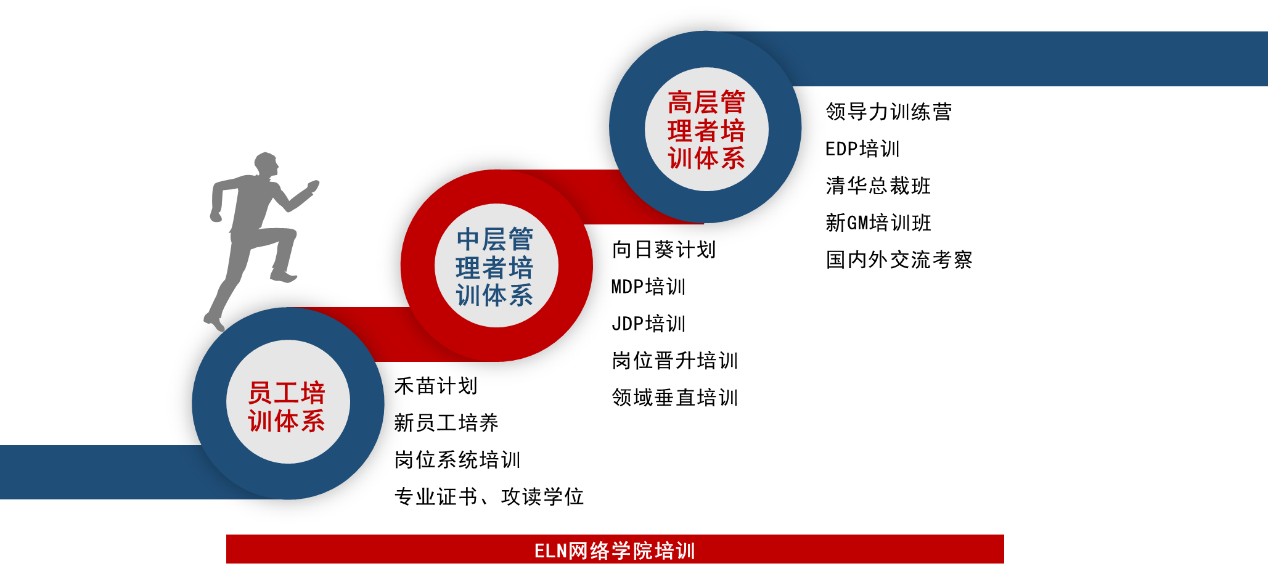 高层管
理者培
训体系
领导力训练营
EDP培训
清华总裁班
新GM培训班
国内外交流考察
中层管
理者培
训体系
向日葵计划
MDP培训
JDP培训
岗位晋升培训
领域垂直培训
员工培
训体系
禾苗计划
新员工培养
岗位系统培训
专业证书、攻读学位
ELN网络学院培训